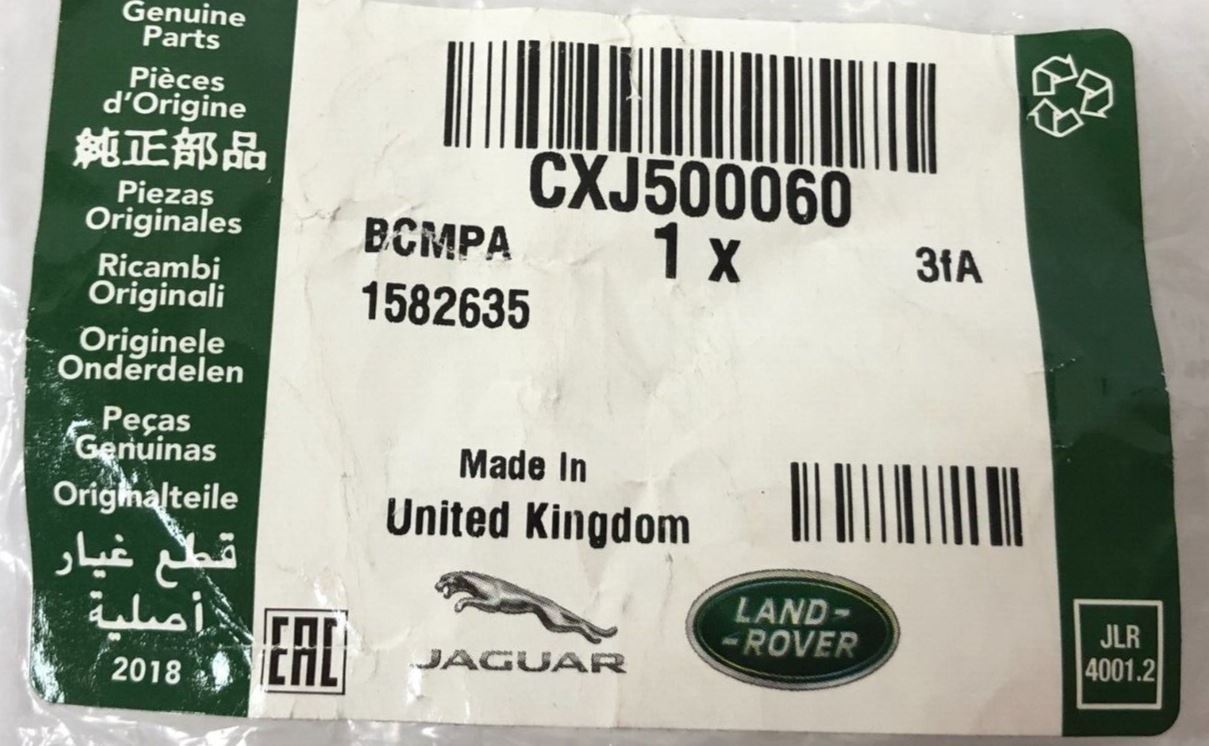 Genuine
Parts
Pièces
d'Origine
純正部品
Piezas
Originales
Ricambi
Originali
Originele
Onderdelen
Peças
Genuinas
Originalteile
قطع غيار
أصلية
2018
CXJ500060
BCMPA 1 x 3fA
1582635
Made In
United Kingdom
EAC
JAGUAR
LAND-
-ROVER
JLR
4001.2